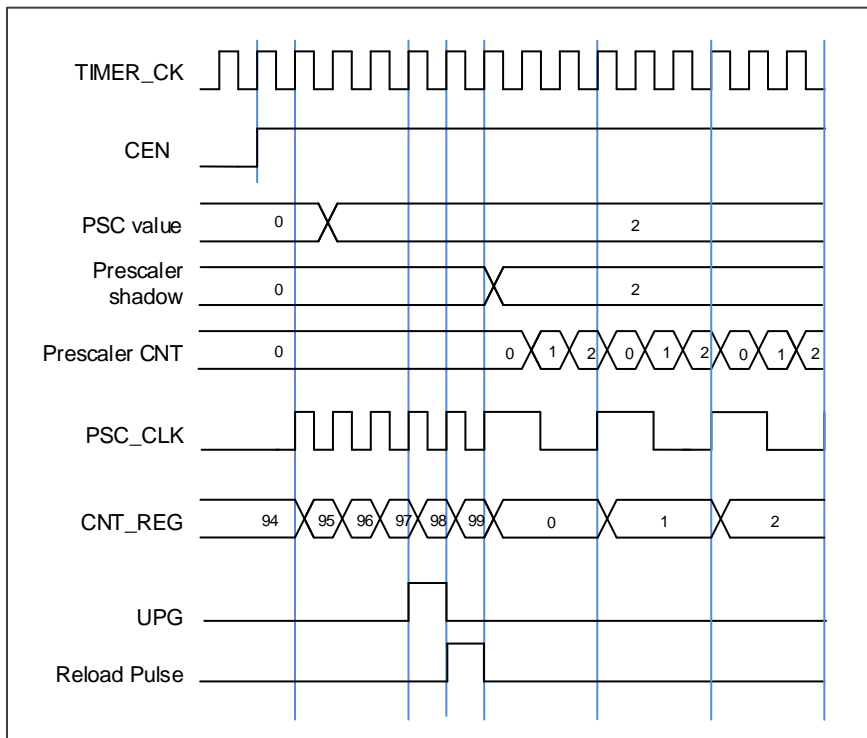 TIMER_CK
CEN
PSC value 0 2
Prescaler
shadow 0 2
Prescaler CNT 0 0 1 2 0 1 2 0 1 2
PSC_CLK
CNT_REG 94 95 96 97 98 99 0 1 2
UPG
Reload Pulse